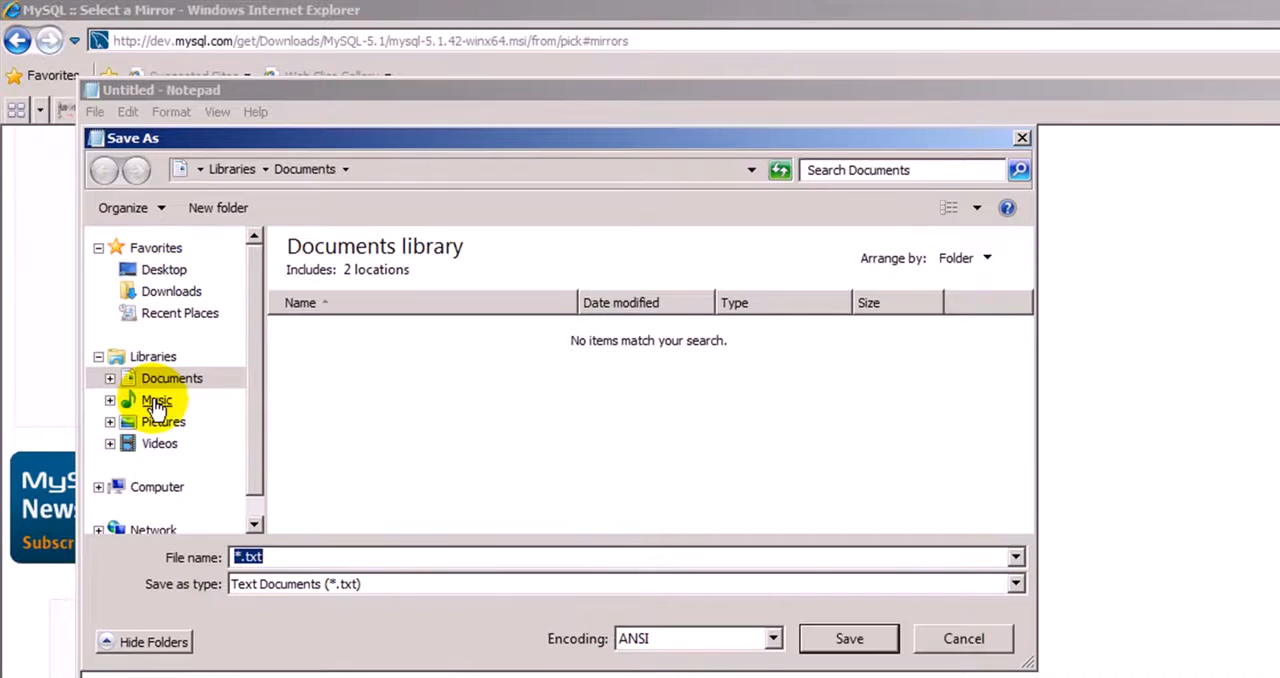 MySQL :: Select a Mirror - Windows Internet Explorer
http://dev.mysql.com/get/Downloads/MySQL-5.1/mysql-5.1.42-winx64.msi/from/pick#mirrors
Favorites
Untitled - Notepad
File Edit Format View Help
Save As
Libraries Documents Search Documents
Organize New folder
Favorites
Desktop
Downloads
Recent Places
Libraries
Documents
Music
Pictures
Videos
Computer
Network
Documents library
Includes: 2 locations
Arrange by: Folder
Name Date modified Type Size
No items match your search.
MyS
News
Subscr
File name: *.txt
Save as type: Text Documents (*.txt)
Hide Folders Encoding: ANSI Save Cancel